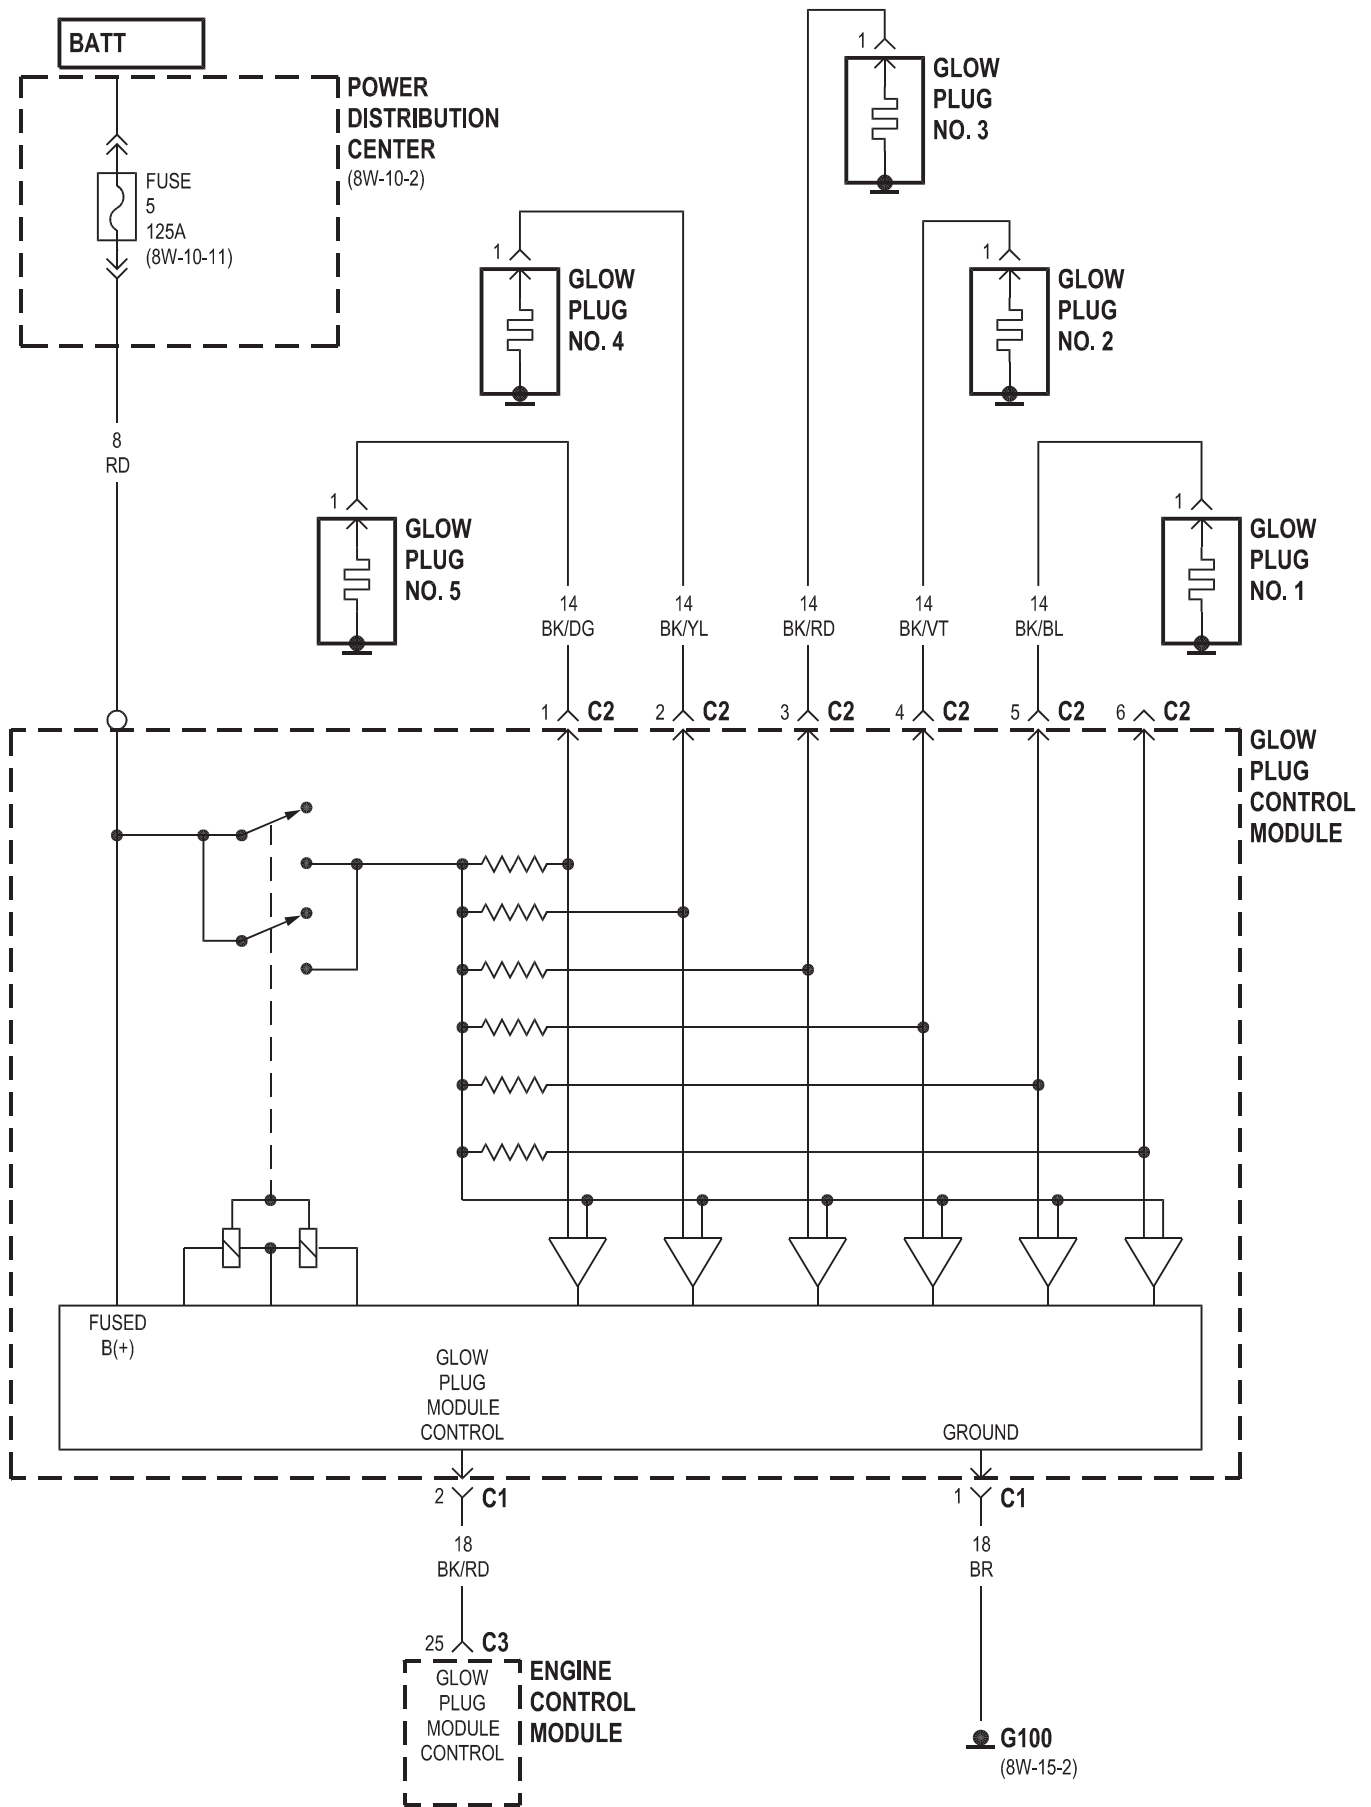 BATT
POWER
DISTRIBUTION
CENTER
(8W-10-2)
FUSE
5
125A
(8W-10-11)
8
RD
1
GLOW
PLUG
NO. 3
1
GLOW
PLUG
NO. 4
1
GLOW
PLUG
NO. 2
1
GLOW
PLUG
NO. 5
1
GLOW
PLUG
NO. 1
14
BK/DG
14
BK/YL
14
BK/RD
14
BK/VT
14
BK/BL
1 C2
2 C2
3 C2
4 C2
5 C2
6 C2
GLOW
PLUG
CONTROL
MODULE
FUSED
B(+)
GLOW
PLUG
MODULE
CONTROL
GROUND
2 C1
1 C1
18
BK/RD
18
BR
25 C3
GLOW
PLUG
MODULE
CONTROL
ENGINE
CONTROL
MODULE
G100
(8W-15-2)